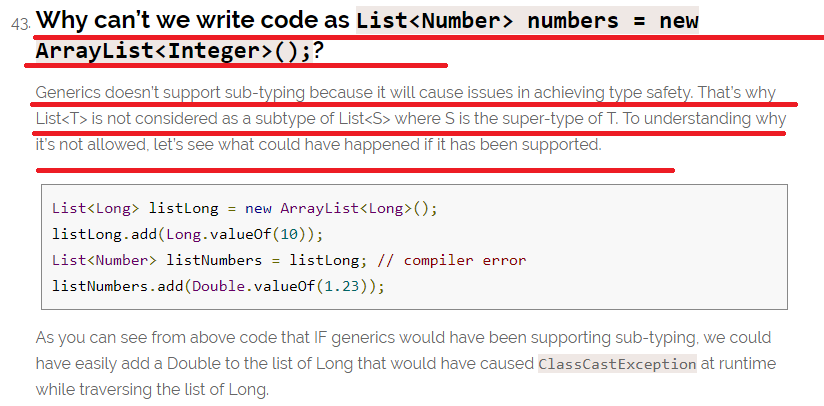 43. Why can't we write code as List<Number> numbers = new
ArrayList<Integer>();?
Generics doesn't support sub-typing because it will cause issues in achieving type safety. That's why
List<T> is not considered as a subtype of List<S> where S is the super-type of T. To understanding why
it's not allowed, let's see what could have happened if it has been supported.
List<Long> listLong = new ArrayList<Long>();
listLong.add(Long.valueOf(10));
List<Number> listNumbers = listLong; // compiler error
listNumbers.add(Double.valueOf(1.23));
As you can see from above code that IF generics would have been supporting sub-typing, we could
have easily add a Double to the list of Long that would have caused ClassCastException at runtime
while traversing the list of Long.